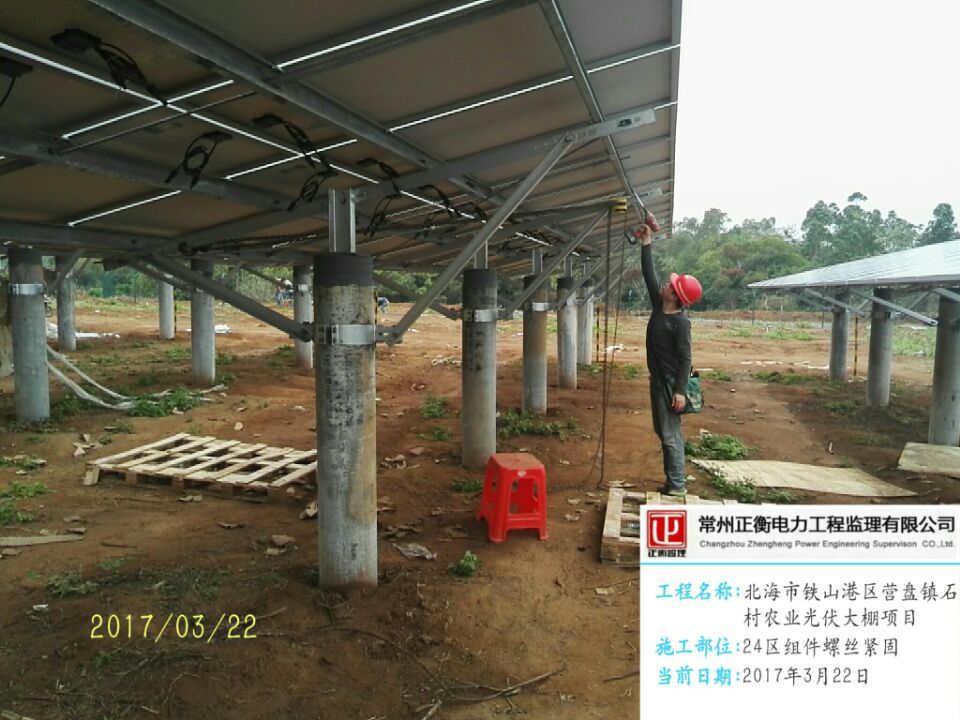 2017/03/22
常州正衡电力工程监理有限公司
Changzhou Zhengheng Power Engineering Supervison CO.,Ltd.
正衡监理
工程名称:北海市铁山港区营盘镇石
村农业光伏大棚项目
施工部位:24区组件螺丝紧固
当前日期:2017年3月22日